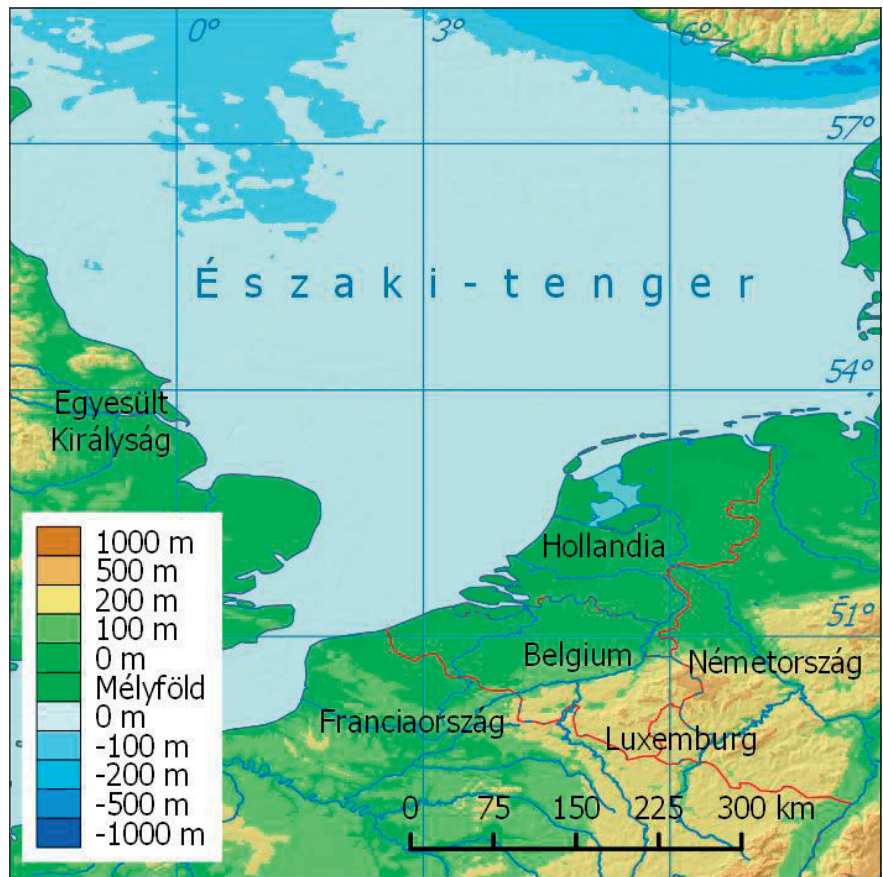 0°
3°
6°
57°
Északi-tenger
54°
Egyesült
Királyság
Hollandia
51°
Belgium
Németország
Franciaország
Luxemburg
1000 m
500 m
200 m
100 m
0 m
Mélyföld
0 m
-100 m
-200 m
-500 m
-1000 m
0 75 150 225 300 km